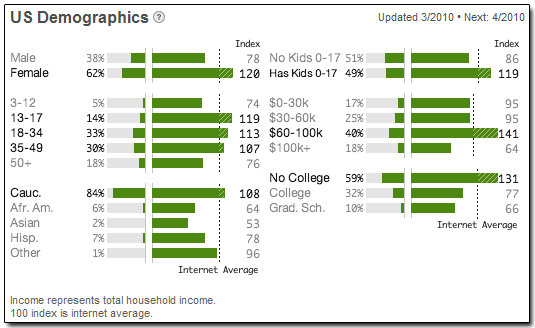 US Demographics ?
Updated 3/2010 • Next: 4/2010
Index
Male 38% 78
Female 62% 120
3-12 5% 74
13-17 14% 119
18-34 33% 113
35-49 30% 107
50+ 18% 76
Cauc. 84% 108
Afr. Am. 6% 64
Asian 2% 53
Hisp. 7% 78
Other 1% 96
Internet Average
Index
No Kids 0-17 51% 86
Has Kids 0-17 49% 119
$0-30k 17% 95
$30-60k 25% 95
$60-100k 40% 141
$100k+ 18% 64
No College 59% 131
College 32% 77
Grad. Sch. 10% 66
Internet Average
Income represents total household income.
100 index is internet average.